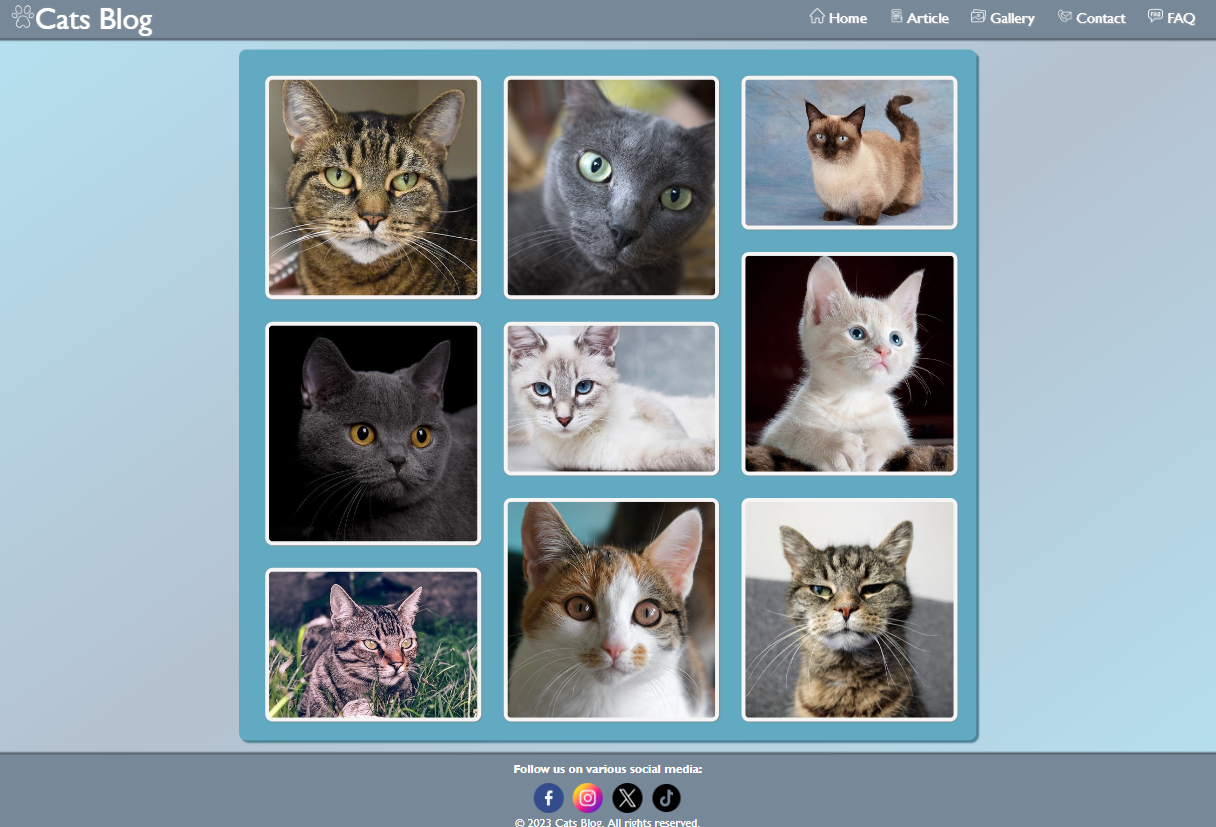 Cats Blog
Home
Article
Gallery
FAQ
Contact
FAQ
Follow us on various social media:
© 2023 Cats Blog. All rights reserved.